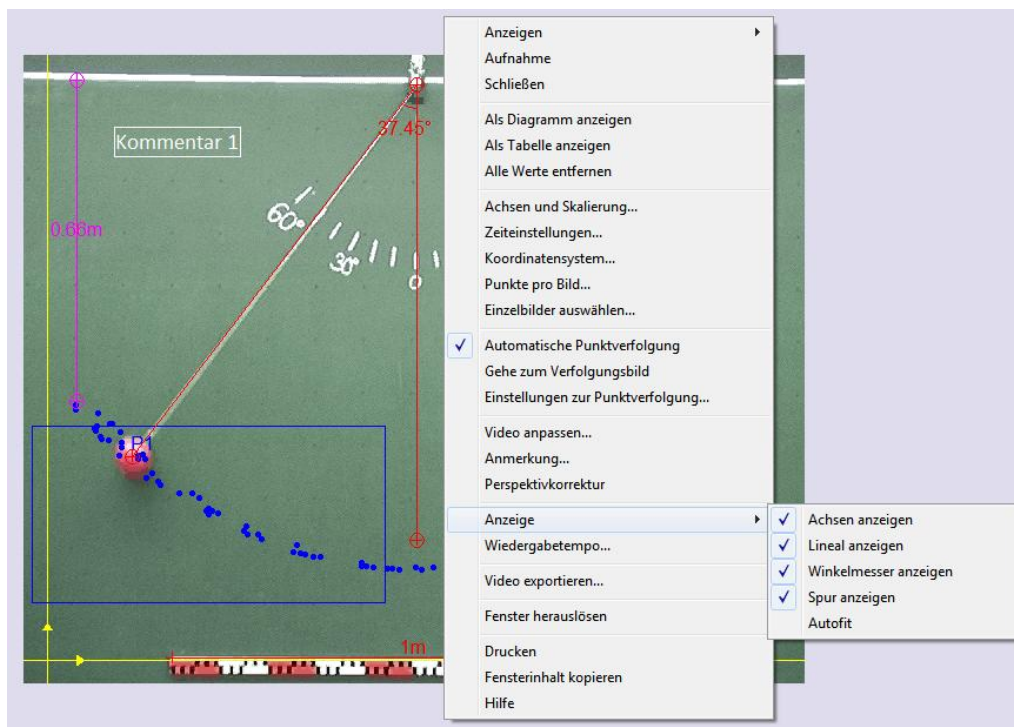 Kommentar 1
37.45°
0.66m
60°
30°
0
P1
1m
Anzeigen
Aufnahme
Schließen
Als Diagramm anzeigen
Als Tabelle anzeigen
Alle Werte entfernen
Achsen und Skalierung...
Zeiteinstellungen...
Koordinatensystem...
Punkte pro Bild...
Einzelbilder auswählen...
Automatische Punktverfolgung
Gehe zum Verfolgungsbild
Einstellungen zur Punktverfolgung...
Video anpassen...
Anmerkung...
Perspektivkorrektur
Anzeige
Wiedergabetempo...
Video exportieren...
Fenster herauslösen
Drucken
Fensterinhalt kopieren
Hilfe
Achsen anzeigen
Lineal anzeigen
Winkelmesser anzeigen
Spur anzeigen
Autofit